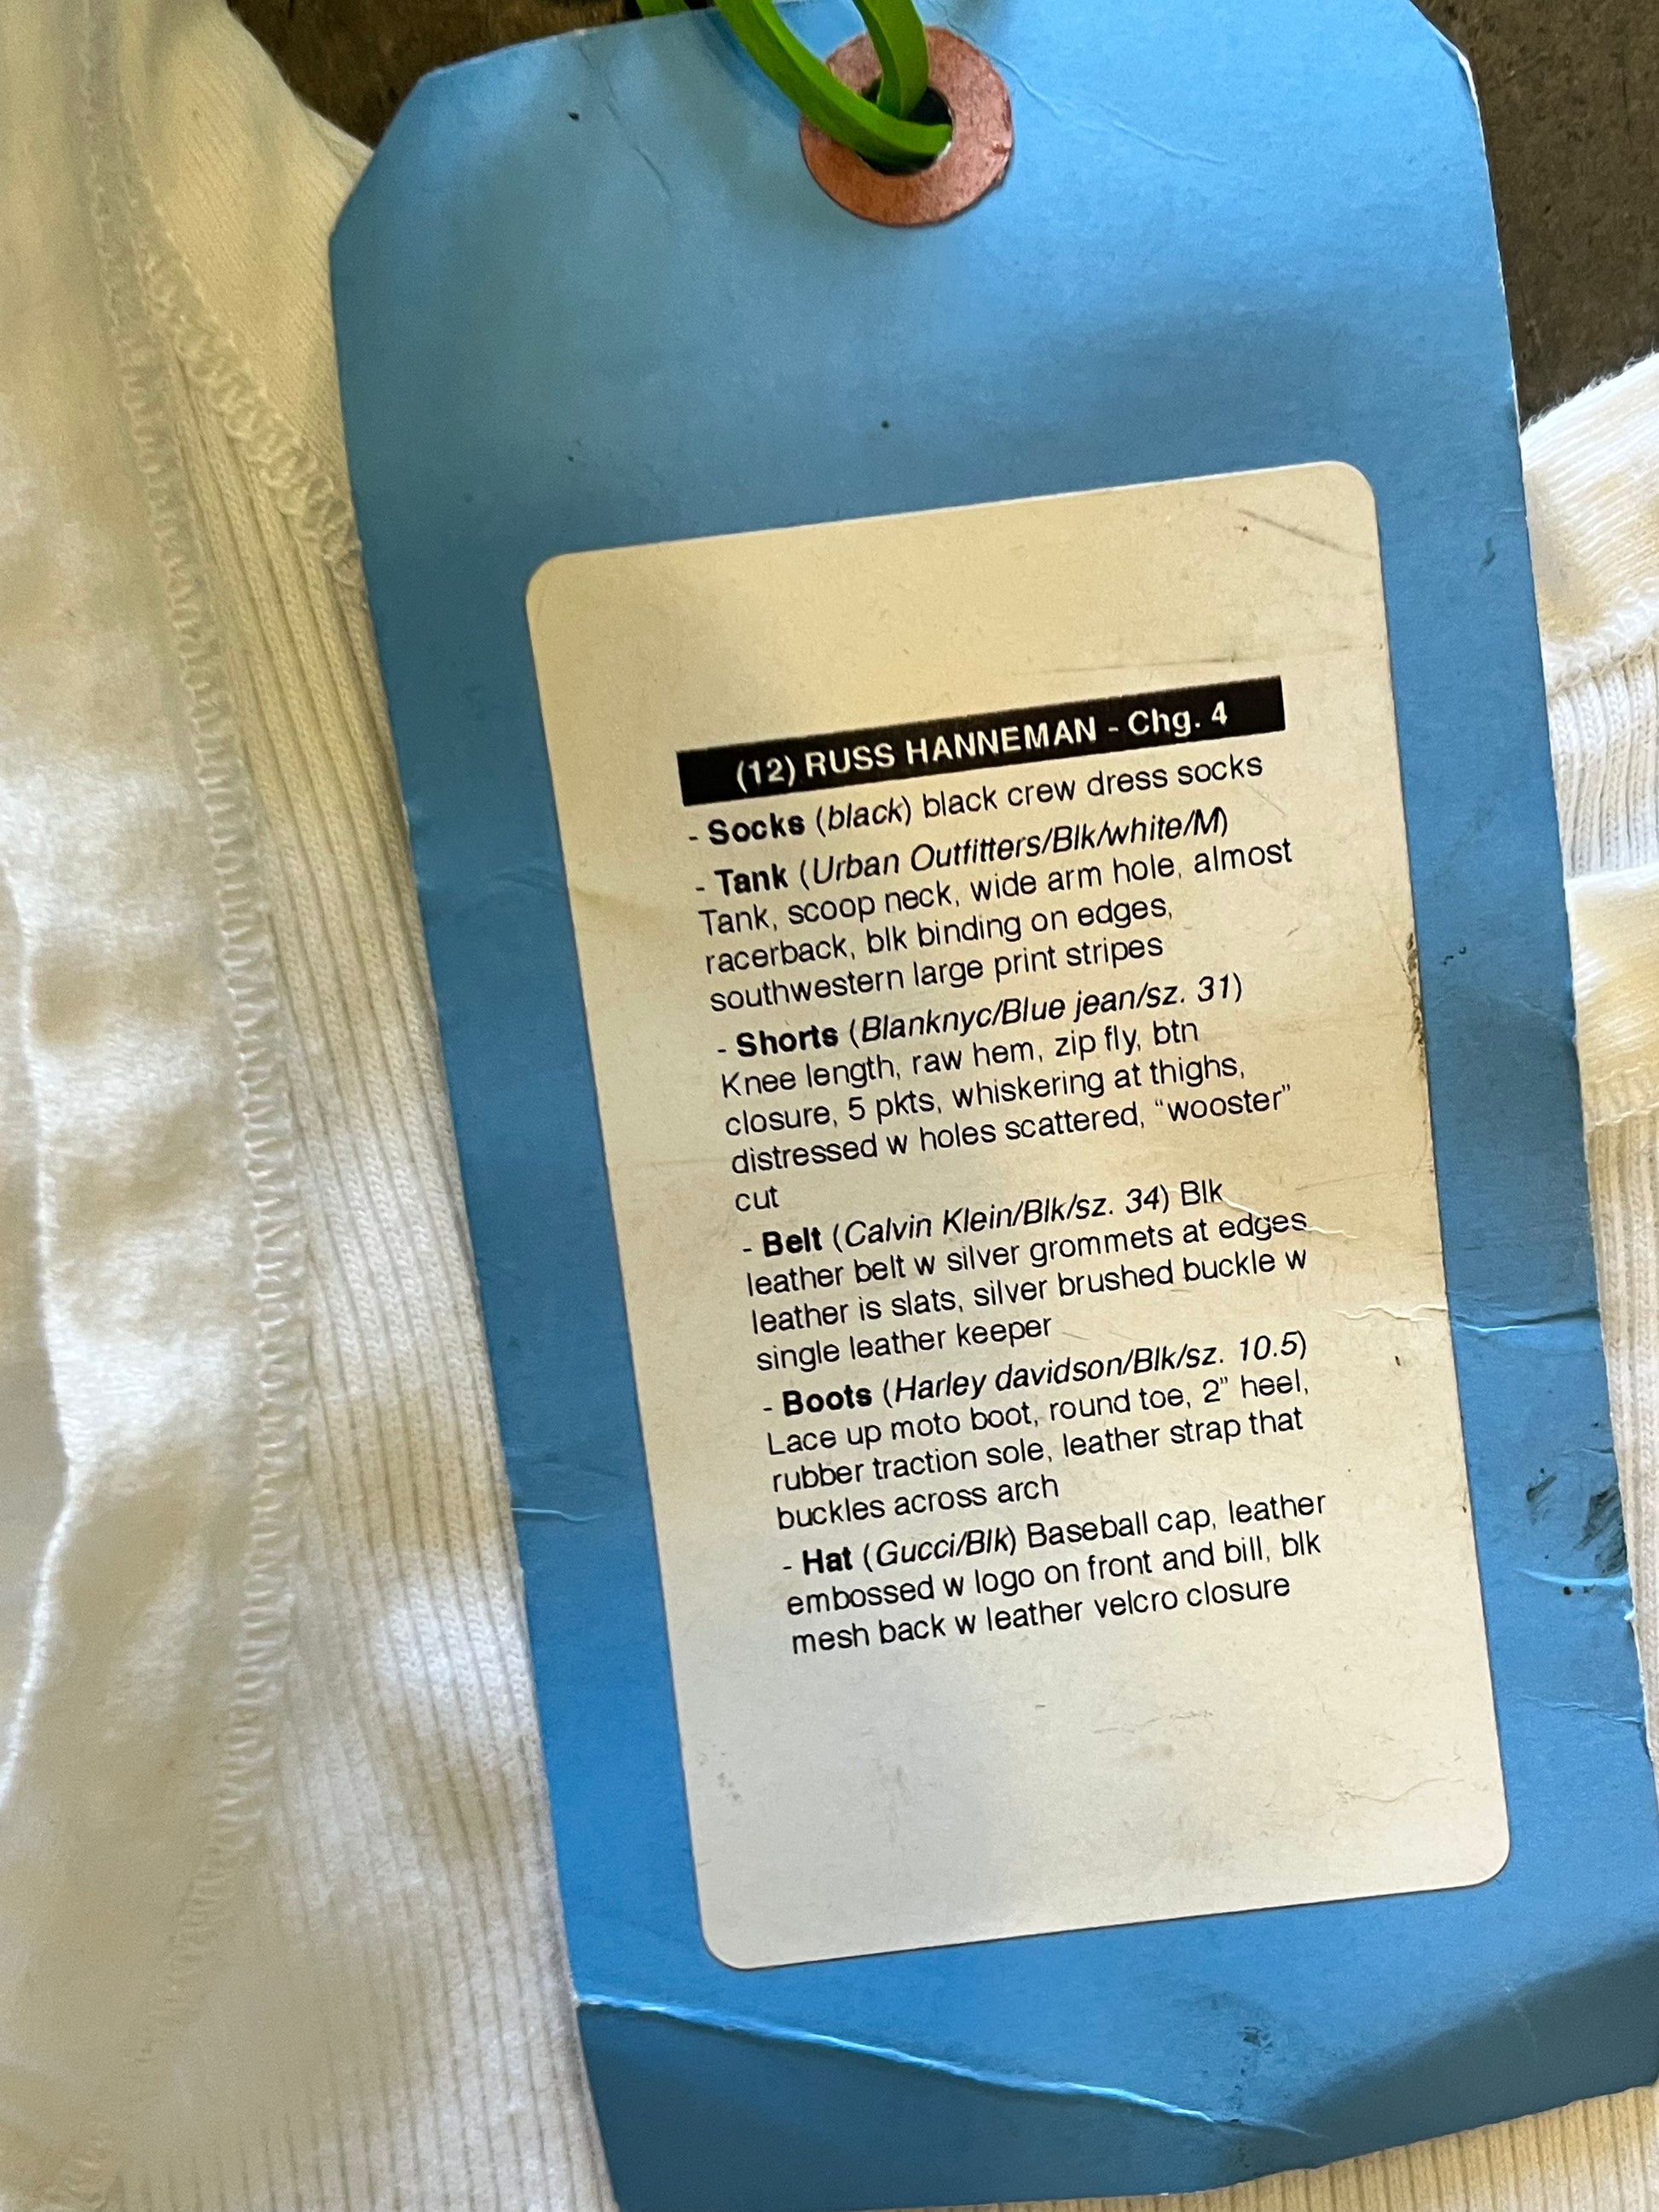 (12) RUSS HANNEMAN - Chg. 4
- Socks (black) black crew dress socks
- Tank (Urban Outfitters/Blk/white/M)
Tank, scoop neck, wide arm hole, almost
racerback, blk binding on edges,
southwestern large print stripes
- Shorts (Blanknyc/Blue jean/sz. 31)
Knee length, raw hem, zip fly, btn
closure, 5 pkts, whiskering at thighs,
distressed w holes scattered, “wooster”
cut
- Belt (Calvin Klein/Blk/sz. 34) Blk
leather belt w silver grommets at edges
leather is slats, silver brushed buckle w
single leather keeper
- Boots (Harley davidson/Blk/sz. 10.5)
Lace up moto boot, round toe, 2” heel,
rubber traction sole, leather strap that
buckles across arch
- Hat (Gucci/Blk) Baseball cap, leather
embossed w logo on front and bill, blk
mesh back w leather velcro closure